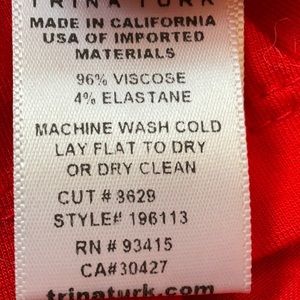 TRINA TURK
MADE IN CALIFORNIA
USA OF IMPORTED
MATERIALS
96% VISCOSE
4% ELASTANE
MACHINE WASH COLD
LAY FLAT TO DRY
OR DRY CLEAN
CUT # 3629
STYLE# 196113
RN # 93415
CA#30427
trinaturk.com